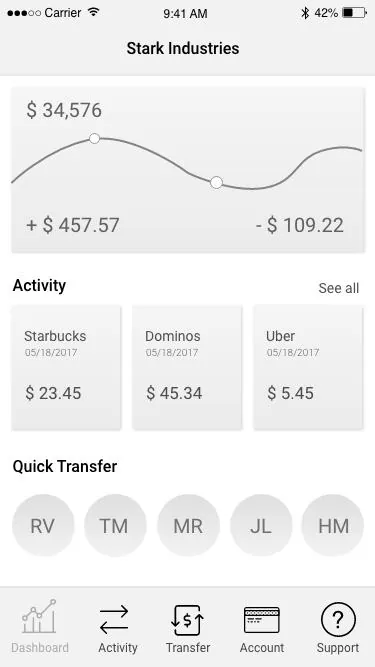 Carrier 9:41 AM 42%
Stark Industries
$ 34,576
+ $ 457.57 - $ 109.22
Activity See all
Starbucks Dominos Uber
05/18/2017 05/18/2017 05/18/2017
$ 23.45 $ 45.34 $ 5.45
Quick Transfer
RV TM MR JL HM
$ ?
Dashboard Activity Transfer Account Support